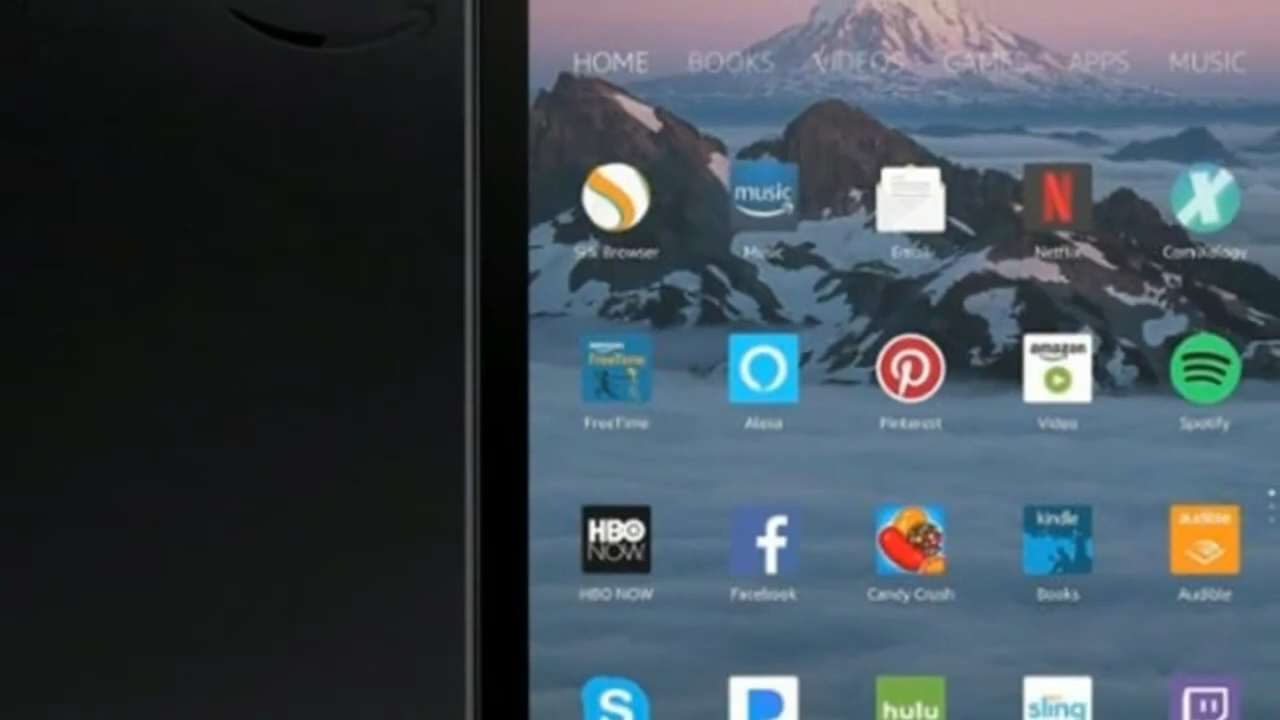 HOME BOOKS VIDEOS GAMES APPS MUSIC
music
N X
Silk Browser Music Email Netflix Comixology
amazon
FreeTime
amazon
FreeTime Alexa Pinterest Video Spotify
HBO
NOW
f
kindle
audible
HBO NOW Facebook Candy Crush Books Audible
S
hulu
sling